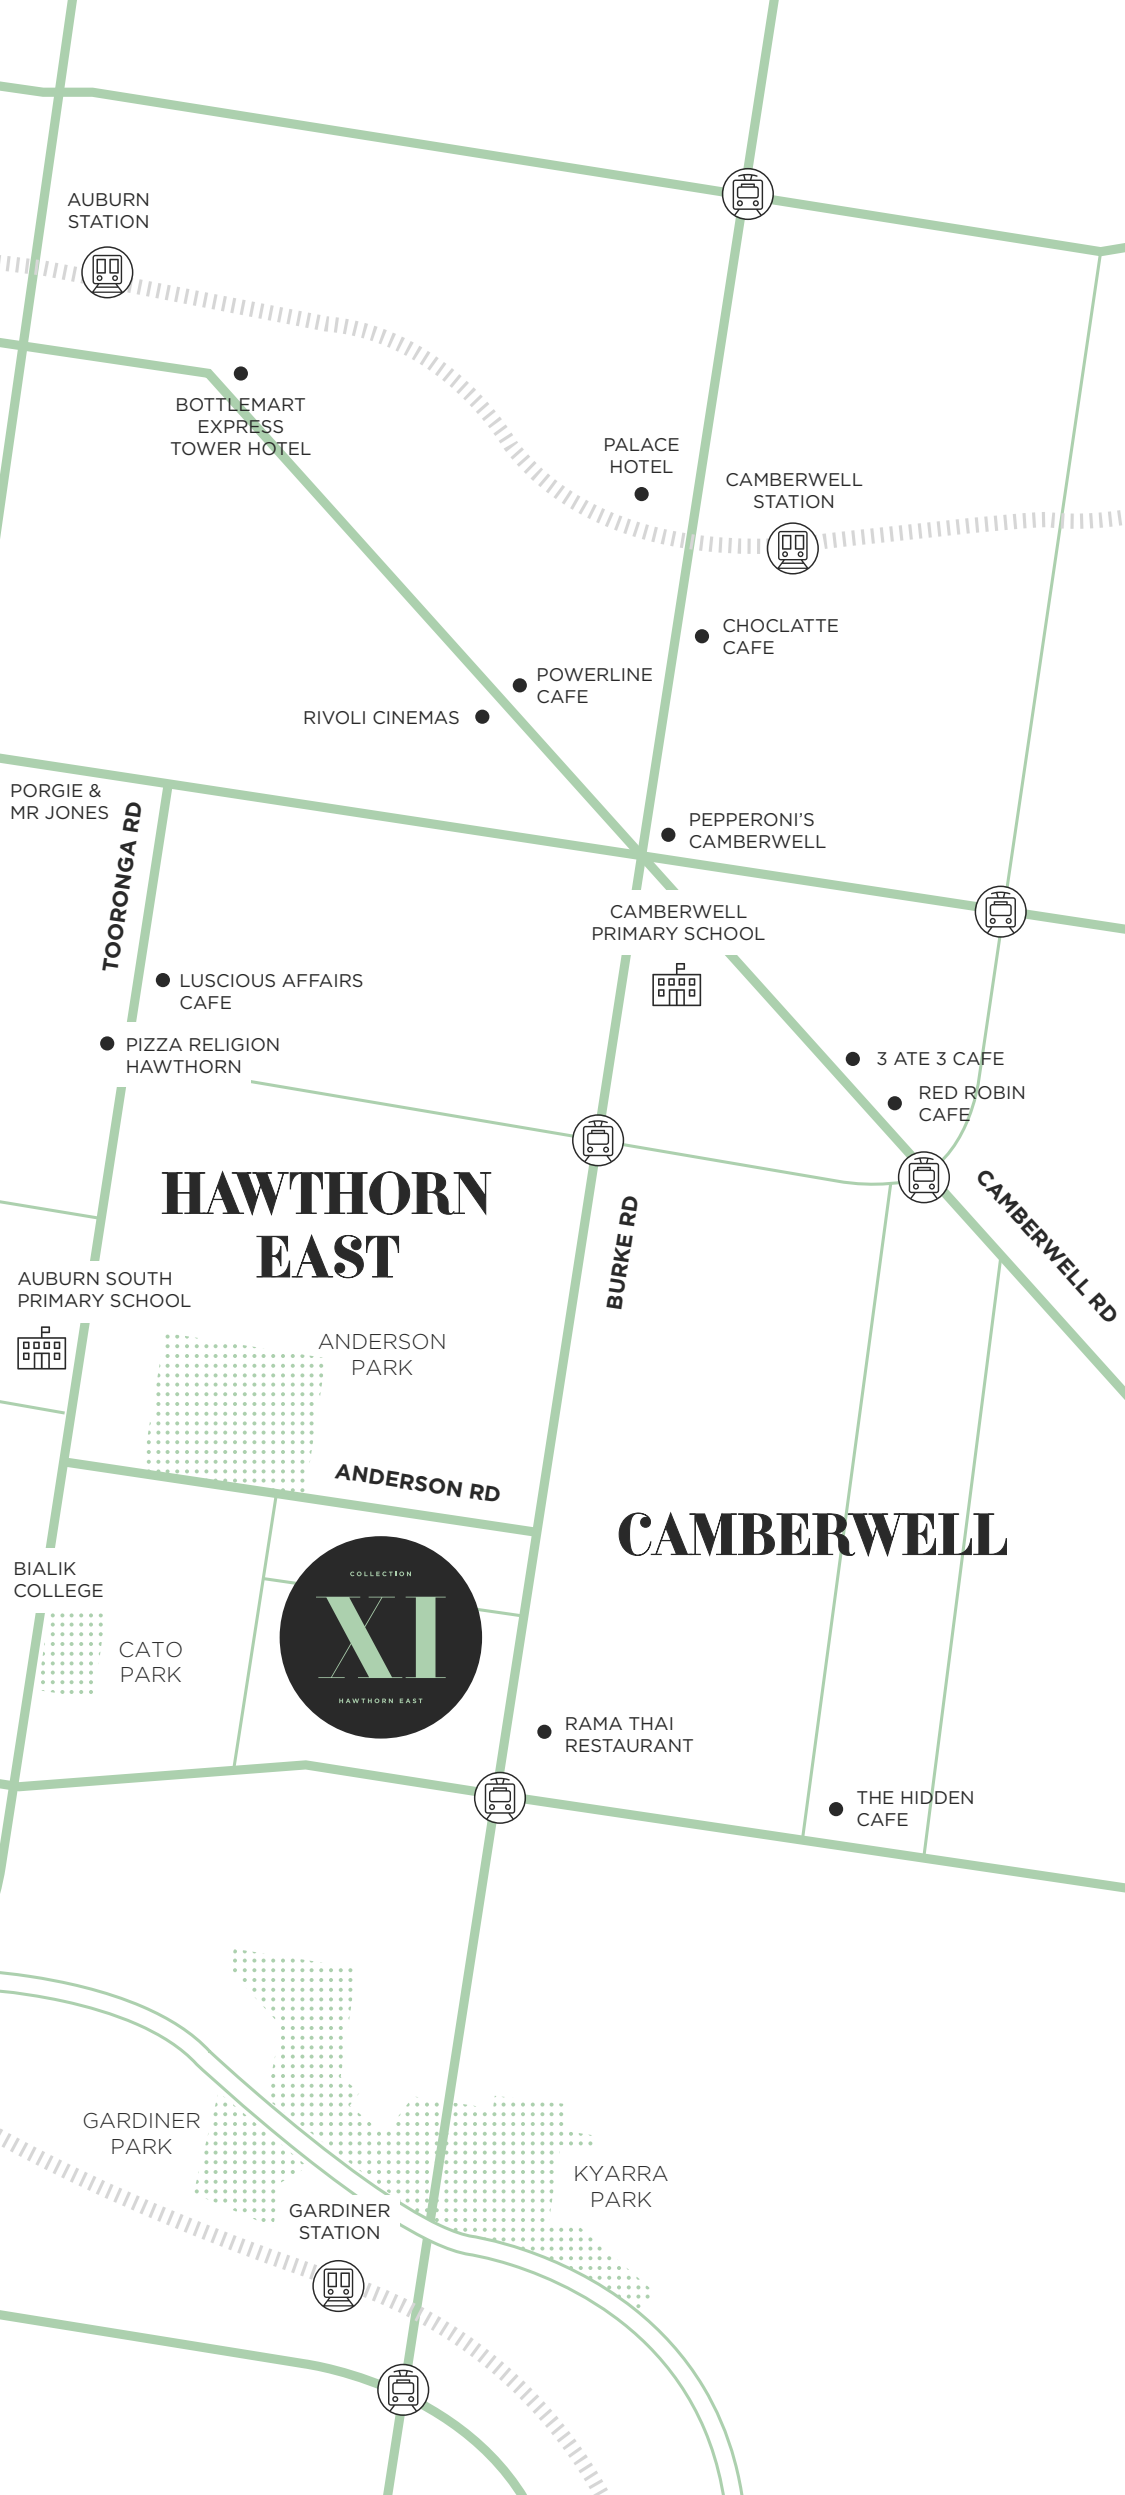 AUBURN
STATION
BOTTLEMART
EXPRESS
TOWER HOTEL
PALACE
HOTEL
CAMBERWELL
STATION
CHOCLATTE
CAFE
POWERLINE
CAFE
RIVOLI CINEMAS
PORGIE &
MR JONES
TOORONGA RD
PEPPERONI'S
CAMBERWELL
CAMBERWELL
PRIMARY SCHOOL
LUSCIOUS AFFAIRS
CAFE
PIZZA RELIGION
HAWTHORN
3 ATE 3 CAFE
RED ROBIN
CAFE
HAWTHORN
EAST
BURKE RD
CAMBERWELL RD
AUBURN SOUTH
PRIMARY SCHOOL
ANDERSON
PARK
ANDERSON RD
CAMBERWELL
BIALIK
COLLEGE
COLLECTION
XI
HAWTHORN EAST
CATO
PARK
RAMA THAI
RESTAURANT
THE HIDDEN
CAFE
GARDINER
PARK
KYARRA
PARK
GARDINER
STATION